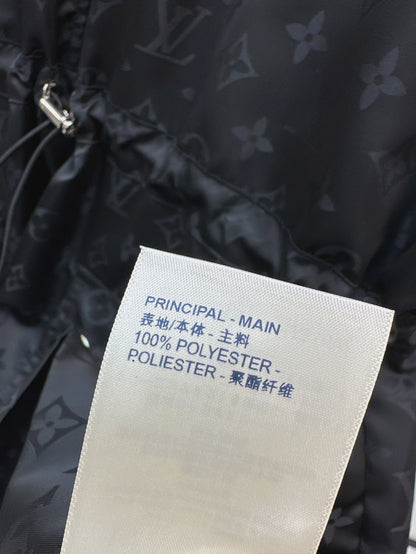 PRINCIPAL - MAIN
表地/本体 - 主料
100% POLYESTER -
POLIESTER - 聚酯纤维